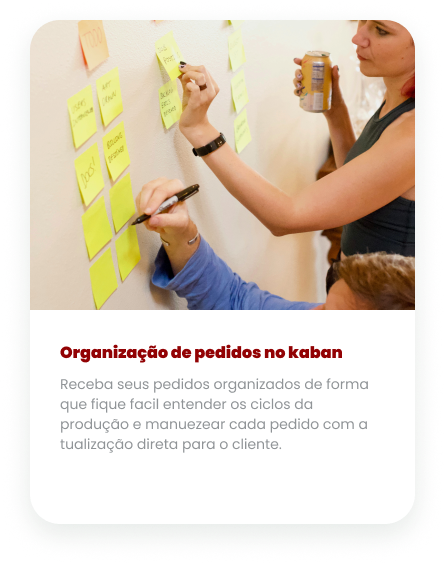 TODO
Organização de pedidos no kaban
Receba seus pedidos organizados de forma
que fique facil entender os ciclos da
produção e manuezear cada pedido com a
tualização direta para o cliente.